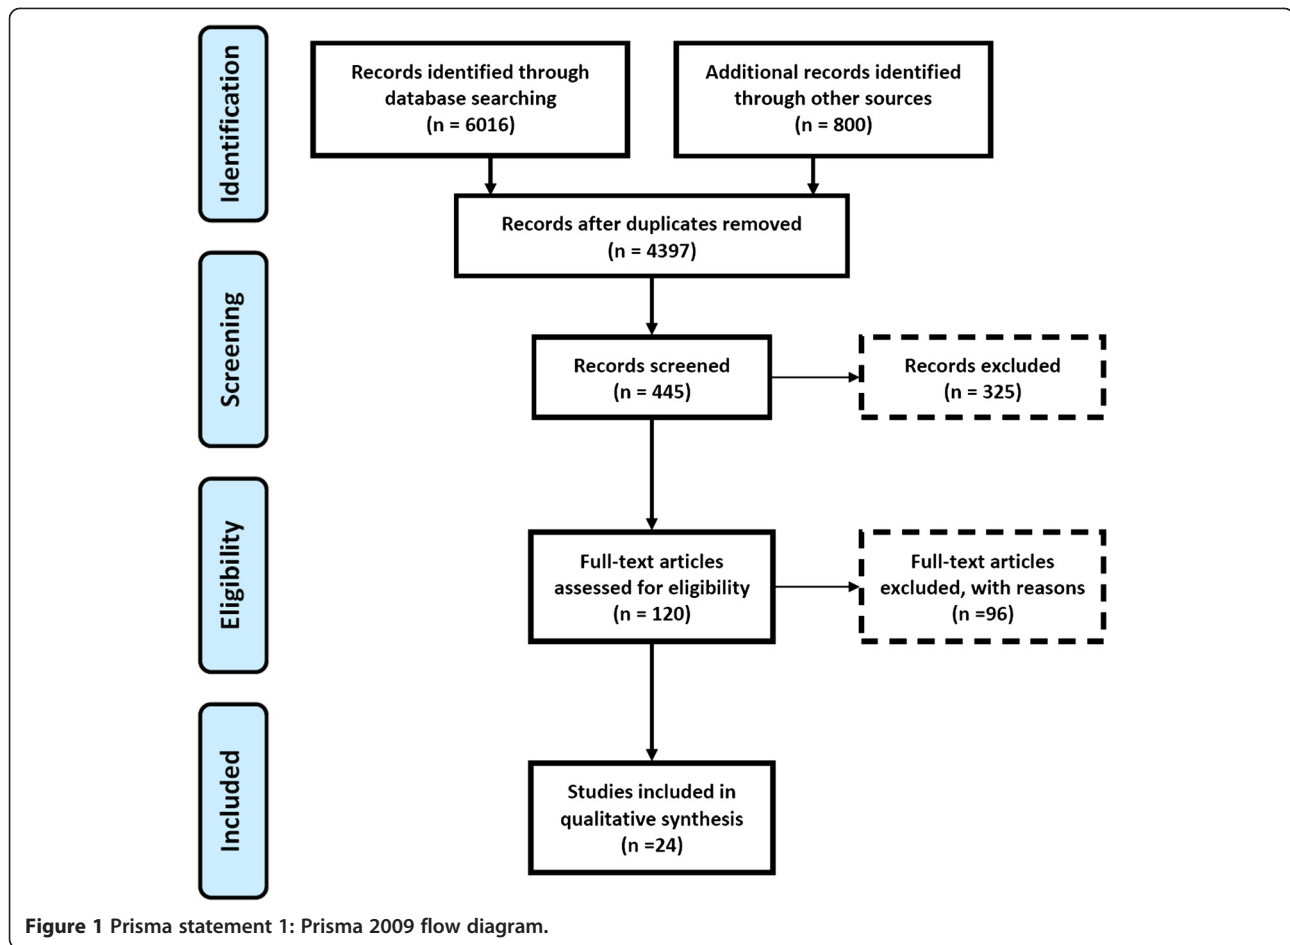 Identification
Records identified through
database searching
(n = 6016)
Additional records identified
through other sources
(n = 800)
Records after duplicates removed
(n = 4397)
Screening
Records screened
(n = 445)
Records excluded
(n = 325)
Eligibility
Full-text articles
assessed for eligibility
(n = 120)
Full-text articles
excluded, with reasons
(n =96)
Included
Studies included in
qualitative synthesis
(n =24)
Figure 1 Prisma statement 1: Prisma 2009 flow diagram.